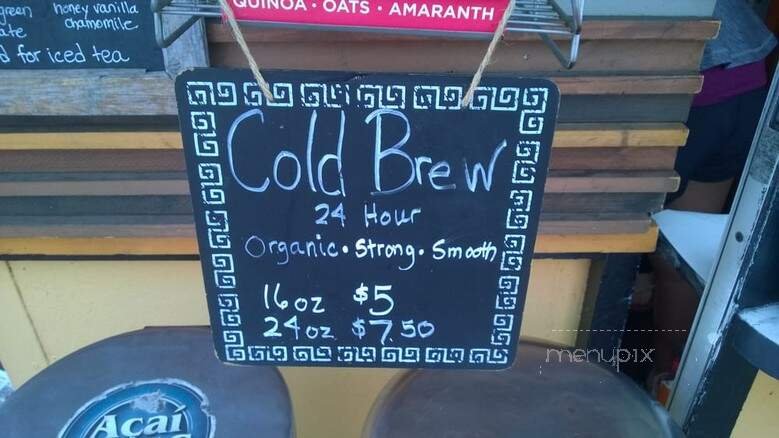 QUINOA · OATS · AMARANTH
green honey vanilla
ate chamomile
d for iced tea
Cold Brew
24 Hour
Organic · Strong · Smooth
16oz $5
24oz $7.50
menupix
Açaí